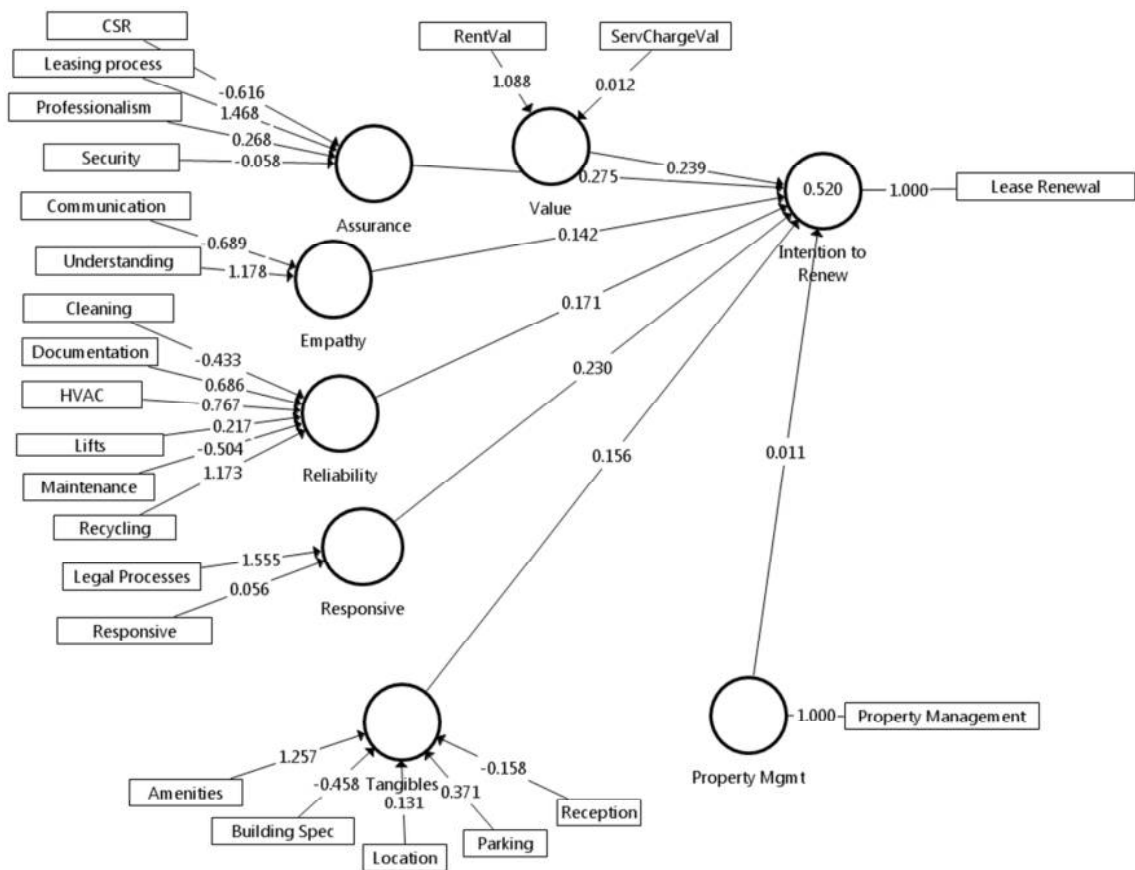 CSR
Leasing process
Professionalism
Security
-0.616
1.468
0.268
-0.058
Assurance
RentVal
ServChargeVal
1.088
0.012
Value
0.239
0.275
0.520
1.000
Lease Renewal
Intention to
Renew
Communication
Understanding
-0.689
1.178
Empathy
0.142
Cleaning
Documentation
HVAC
Lifts
Maintenance
Recycling
-0.433
0.686
0.767
0.217
-0.504
1.173
Reliability
0.171
Legal Processes
Responsive
1.555
0.056
Responsive
0.230
0.156
0.011
Amenities
Building Spec
Location
Parking
Reception
1.257
-0.458
0.131
0.371
-0.158
Tangibles
1.000
Property Management
Property Mgmt